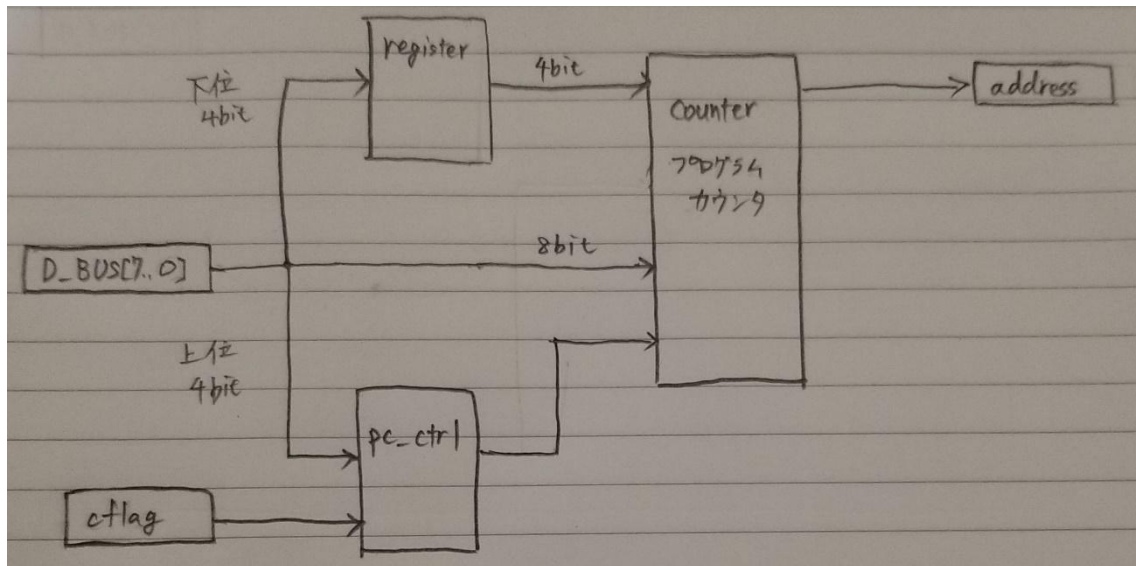 register
下位
4bit
4bit
counter
プログラム
カウンタ
address
D_BUS[7..0]
8bit
上位
4bit
pc_ctrl
cflag